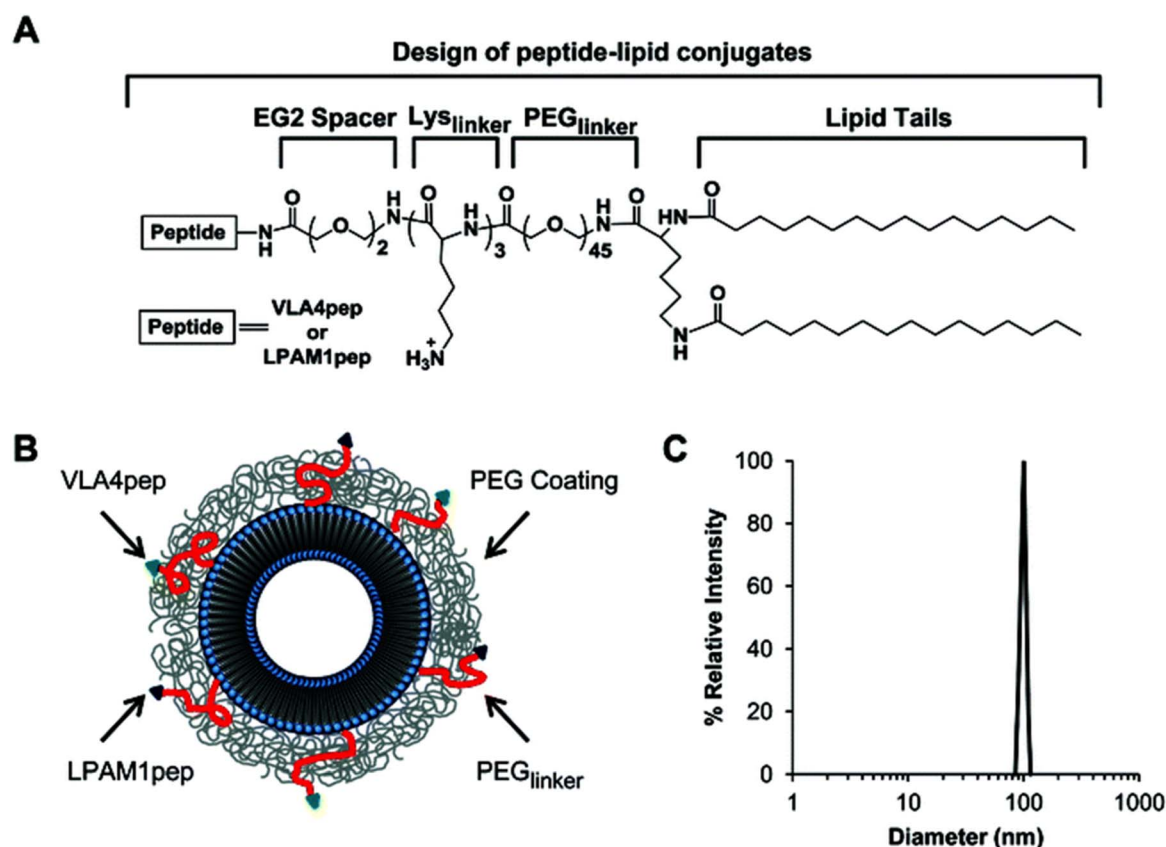 A
Design of peptide-lipid conjugates
EG2 Spacer Lyslinker PEGlinker Lipid Tails
O H O H O H O HN O
Peptide N H ( O )2 N ( N )3 ( O )45 N
Peptide = VLA4pep
or
LPAM1pep
H3N+
O
N
H
B
VLA4pep
PEG Coating
LPAM1pep
PEGlinker
C
% Relative Intensity
100
80
60
40
20
0
1 10 100 1000
Diameter (nm)